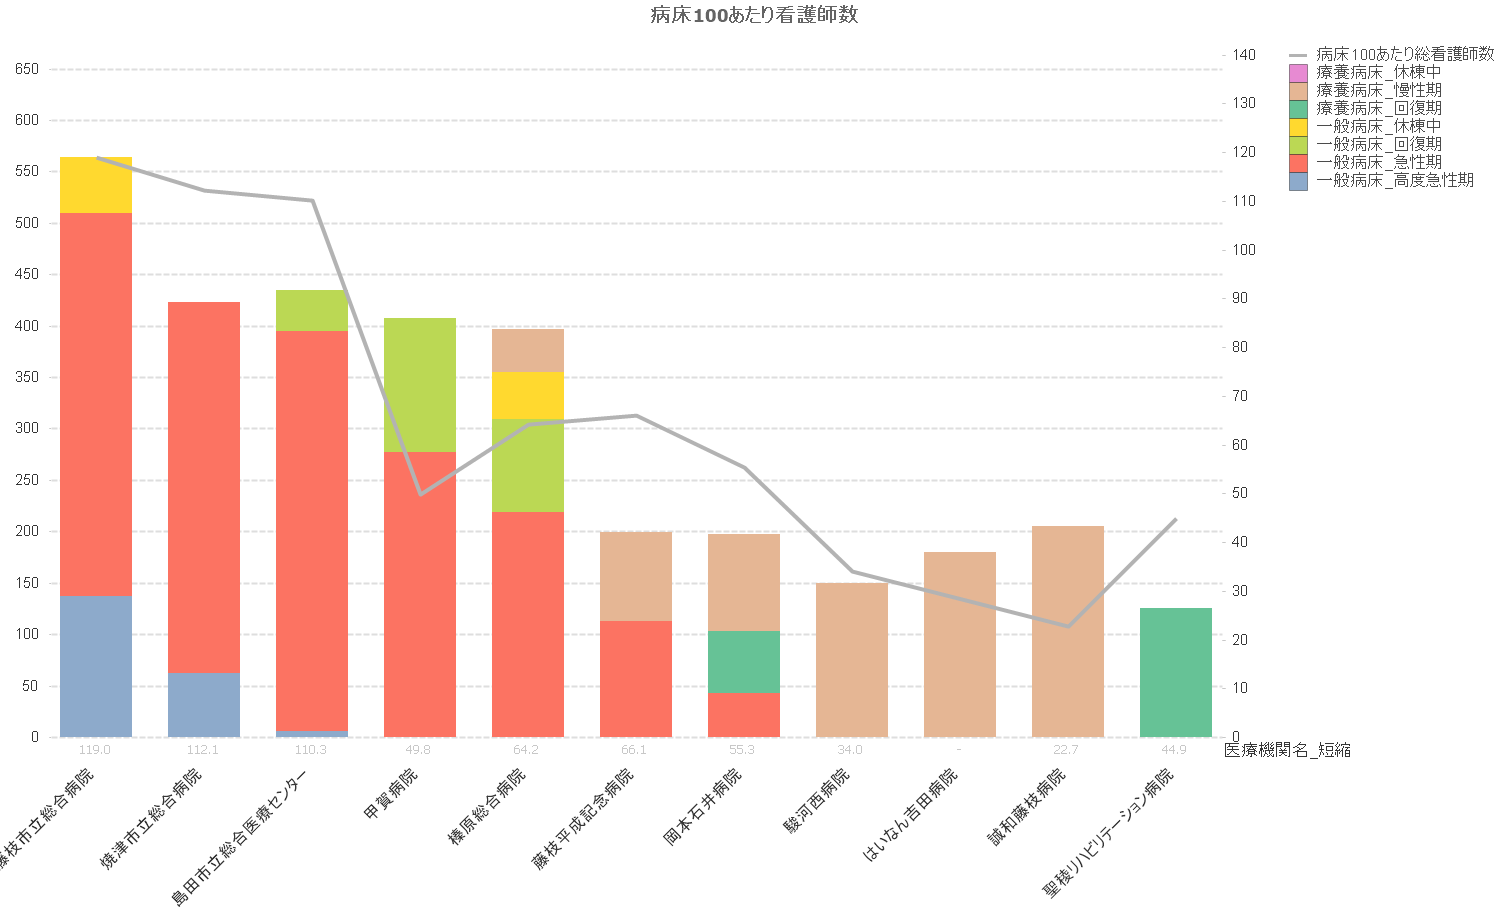 病床100あたり看護師数
650
600
550
500
450
400
350
300
250
200
150
100
50
0
140
130
120
110
100
90
80
70
60
50
40
30
20
10
0
病床100あたり総看護師数
療養病床_休棟中
療養病床_慢性期
療養病床_回復期
一般病床_休棟中
一般病床_回復期
一般病床_急性期
一般病床_高度急性期
119.0 112.1 110.3 49.8 64.2 66.1 55.3 34.0 - 22.7 44.9
医療機関名_短縮
藤枝市立総合病院
焼津市立総合病院
島田市立総合医療センター
甲賀病院
榛原総合病院
藤枝平成記念病院
岡本石井病院
駿河西病院
はいなん吉田病院
誠和藤枝病院
聖稜リハビリテーション病院